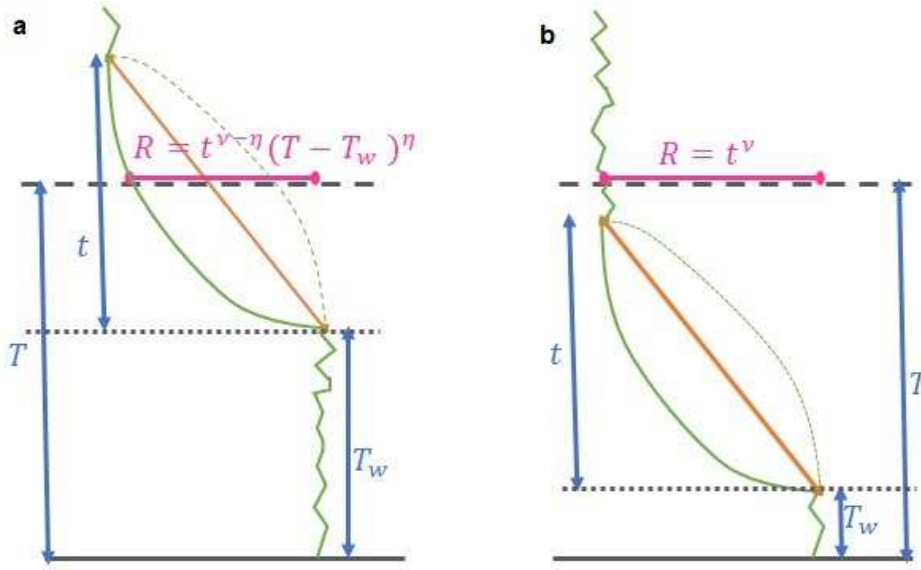 a
R = t^{ν−η}(T − T_w)^η
t
T
T_w
b
R = t^ν
t
T
T_w